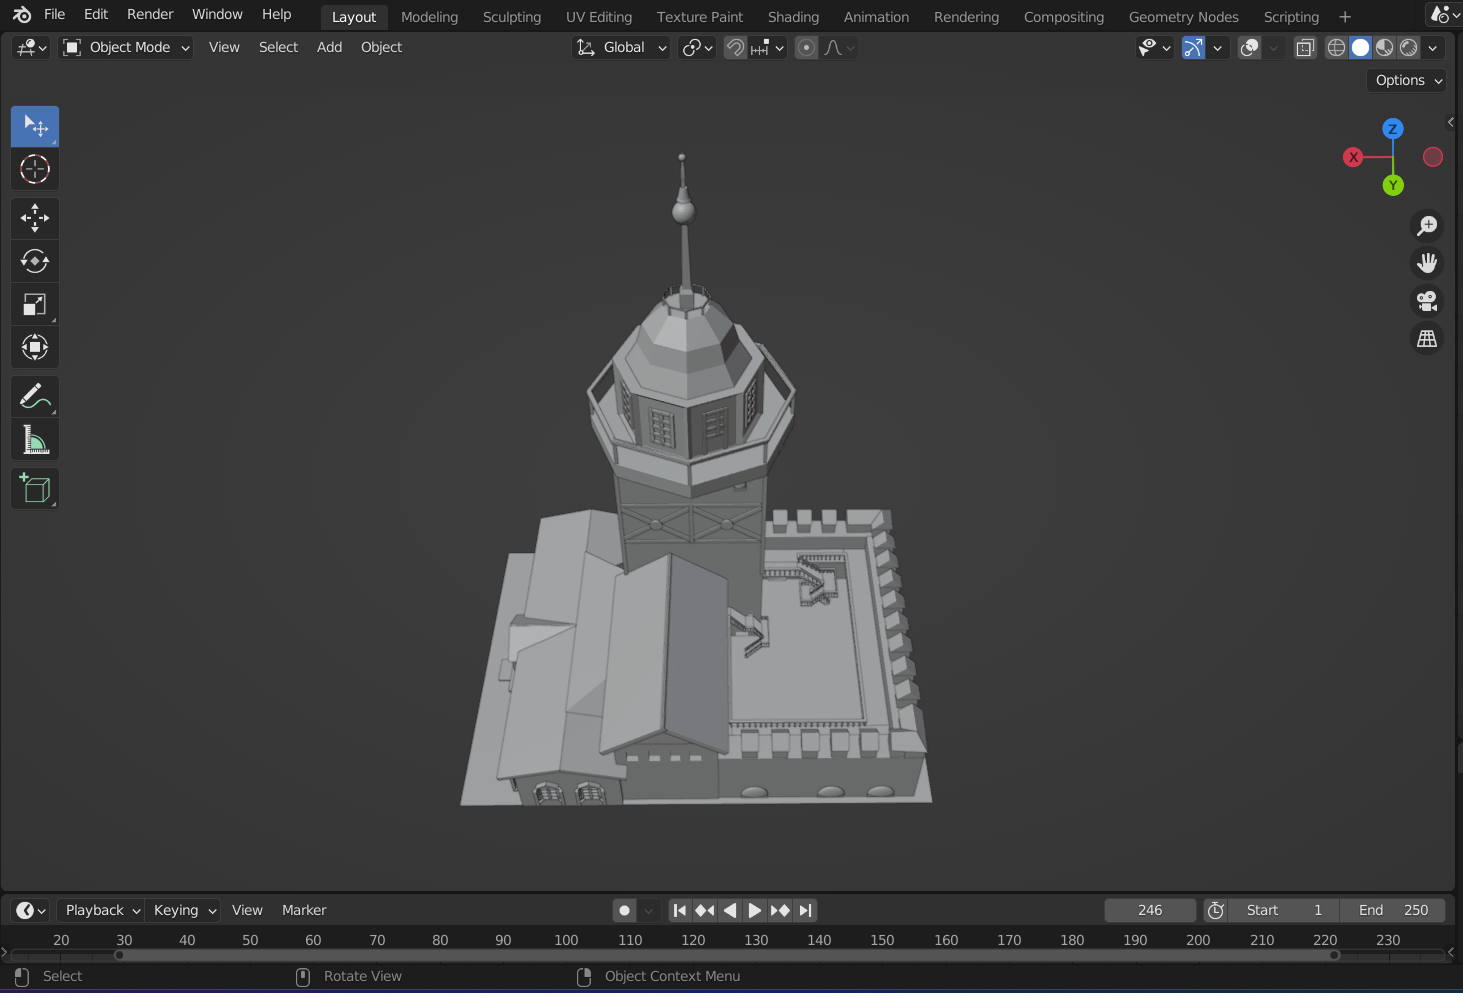 File Edit Render Window Help Layout Modeling Sculpting UV Editing Texture Paint Shading Animation Rendering Compositing Geometry Nodes Scripting +
Object Mode View Select Add Object Global
Options
Z
X
Y
Playback Keying View Marker 246 Start 1 End 250
20 30 40 50 60 70 80 90 100 110 120 130 140 150 160 170 180 190 200 210 220 230
Select Rotate View Object Context Menu